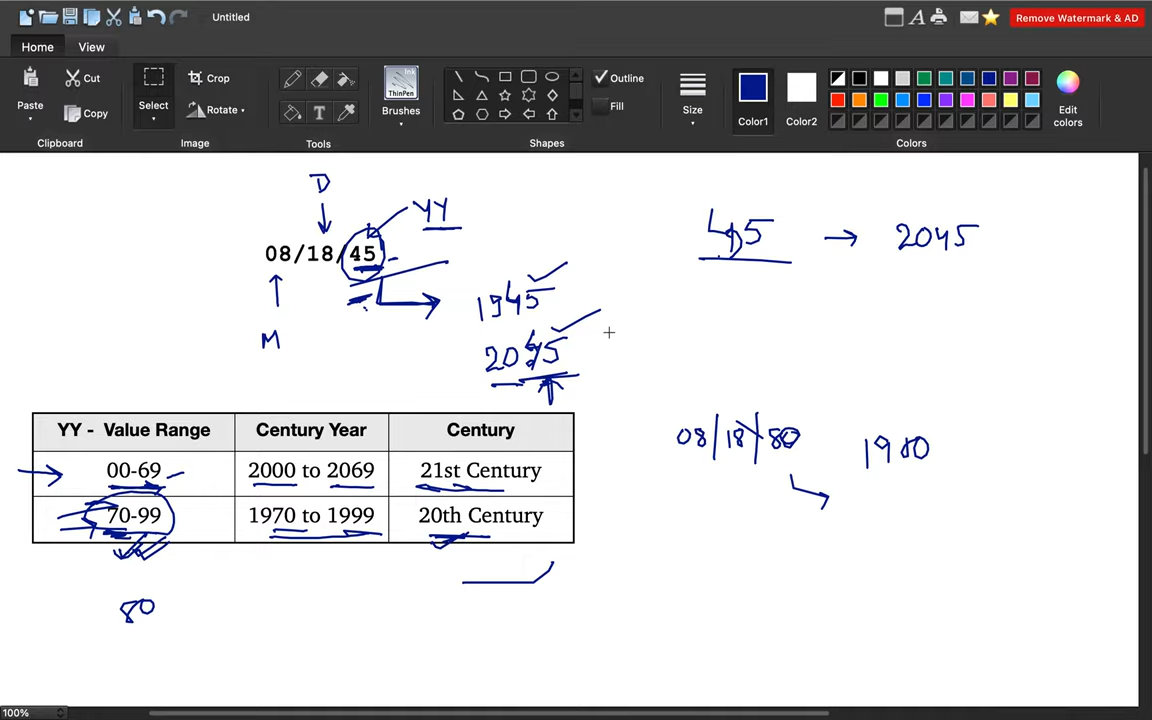 Untitled
Remove Watermark & AD
Home View
Paste
Cut
Copy
Clipboard
Select
Crop
Rotate
Image
Tools
Ink
ThinPen
Brushes
Shapes
Outline
Fill
Size
Color1
Color2
Edit colors
Colors
D
YY
08/18/45
M
1945
2045
45 → 2045
YY - Value Range Century Year Century
00-69 2000 to 2069 21st Century
70-99 1970 to 1999 20th Century
08/18/80
1980
80
100%